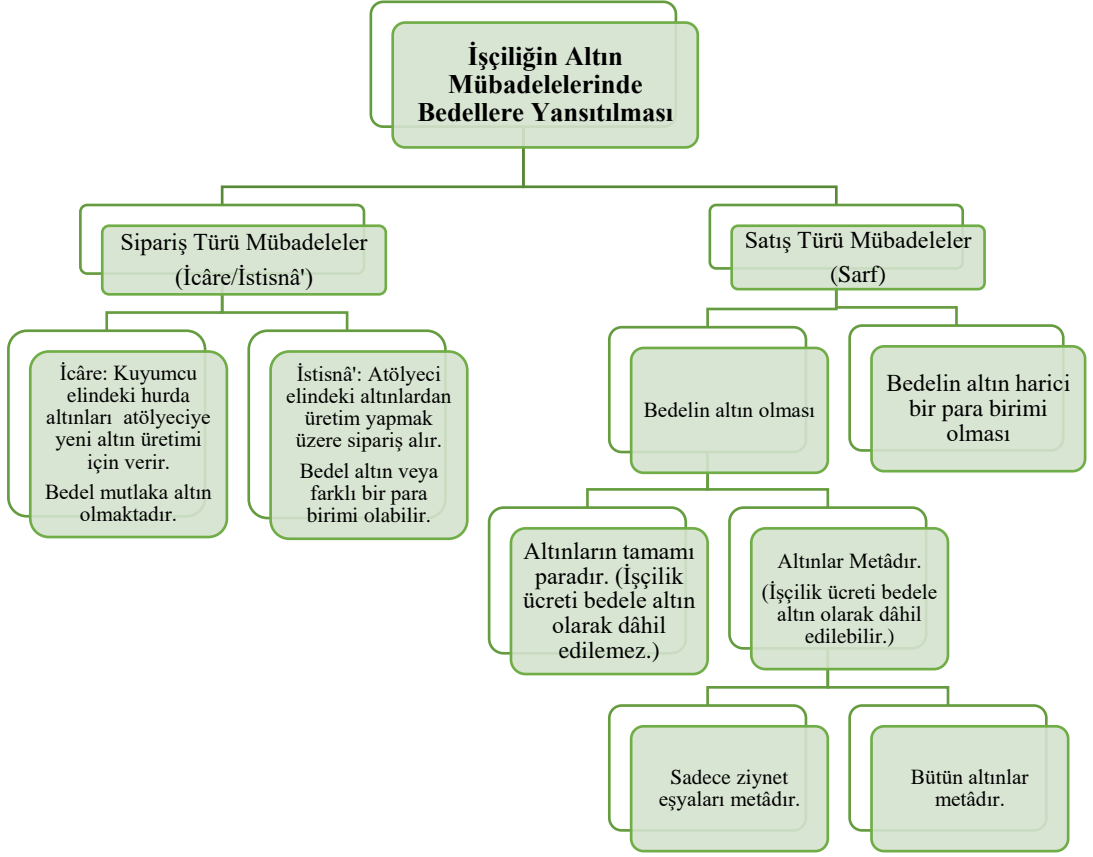 İşçiliğin Altın
Mübadelelerinde
Bedellere Yansıtılması
Sipariş Türü Mübadeleler
(İcâre/İstisnâ')
Satış Türü Mübadeleler
(Sarf)
İcâre: Kuyumcu
elindeki hurda
altınları atölyeciye
yeni altın üretimi
için verir.
Bedel mutlaka altın
olmaktadır.
İstisnâ': Atölyeci
elindeki altınlardan
üretim yapmak
üzere sipariş alır.
Bedel altın veya
farklı bir para
birimi olabilir.
Bedelin altın olması
Bedelin altın harici
bir para birimi
olması
Altınların tamamı
paradır. (İşçilik
ücreti bedele altın
olarak dâhil
edilemez.)
Altınlar Metâdır.
(İşçilik ücreti bedele
altın olarak dâhil
edilebilir.)
Sadece ziynet
eşyaları metâdır.
Bütün altınlar
metâdır.